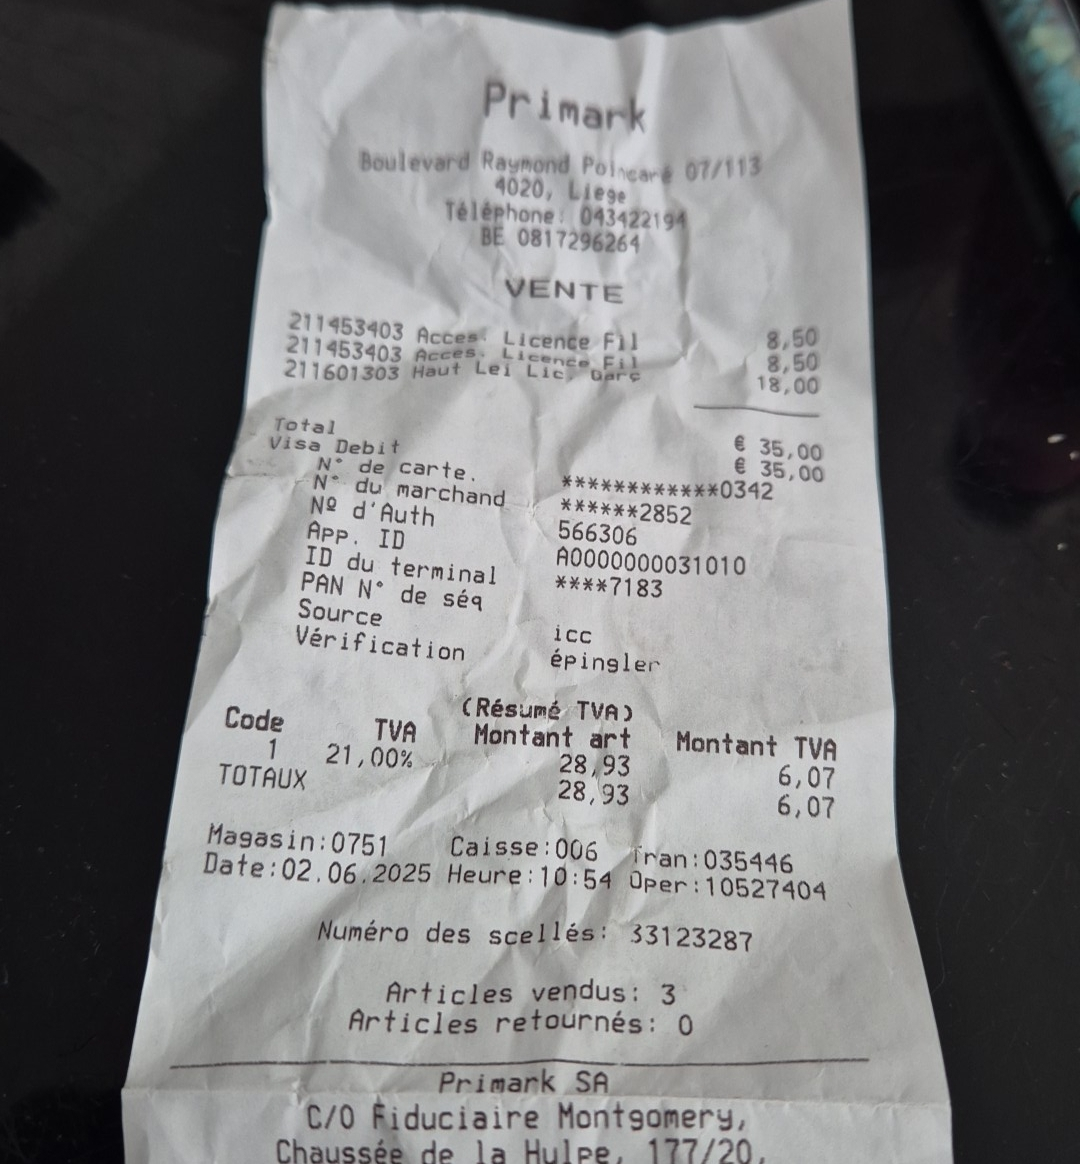 Primark
Boulevard Raymond Poincaré 07/113
4020, Liege
Téléphone: 043422194
BE 0817296264
VENTE
211453403 Acces. Licence Fil 8,50
211453403 Acces. Licence Fil 8,50
211601303 Haut Lei Lic. Garç 18,00
Total € 35,00
Visa Debit € 35,00
N° de carte. ************0342
N° du marchand ******2852
Nº d'Auth 566306
App. ID A0000000031010
ID du terminal ****7183
PAN N° de séq
Source icc
Vérification épingler
(Résumé TVA)
Code TVA Montant art Montant TVA
1 21,00% 28,93 6,07
TOTAUX 28,93 6,07
Magasin:0751 Caisse:006 Tran:035446
Date:02.06.2025 Heure:10:54 Oper:10527404
Numéro des scellés: 33123287
Articles vendus: 3
Articles retournés: 0
Primark SA
C/O Fiduciaire Montgomery,
Chaussée de la Hulpe, 177/20,